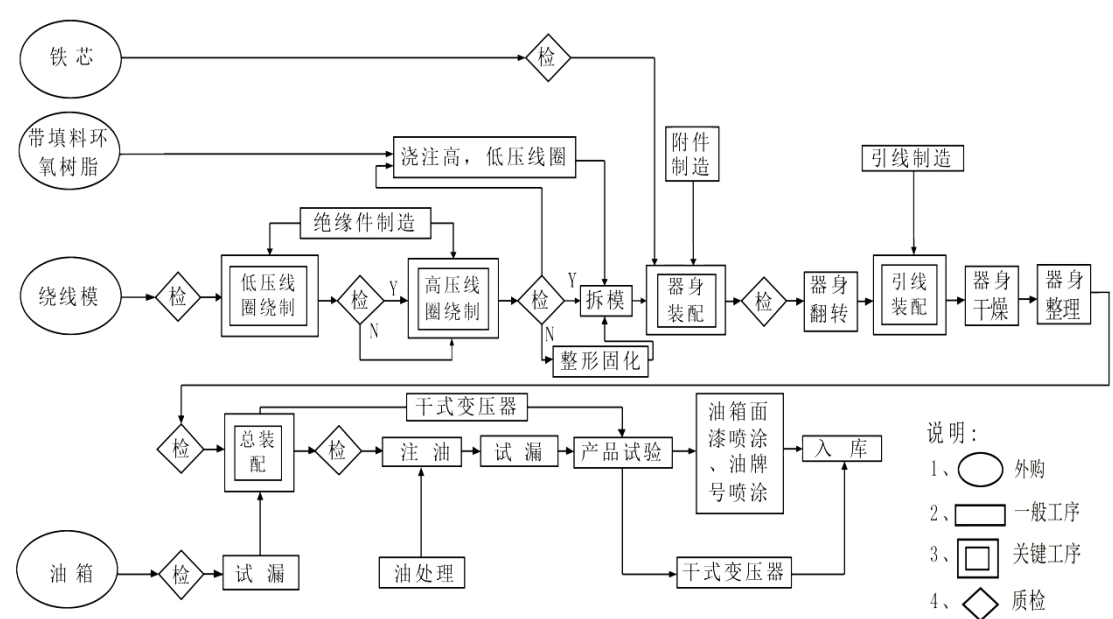 铁芯
检
带填料环
氧树脂
浇注高，低压线圈
附件
制造
引线制造
绝缘件制造
绕线模
检
低压线
圈绕制
检
Y
N
高压线
圈绕制
检
Y
N
拆模
整形固化
器身
装配
检
器身
翻转
引线
装配
器身
干燥
器身
整理
检
总装
配
干式变压器
检
注油
试漏
产品试验
油箱面
漆喷涂
、油牌
号喷涂
入库
油箱
检
试漏
油处理
干式变压器
说明：
1、外购
2、一般工序
3、关键工序
4、质检